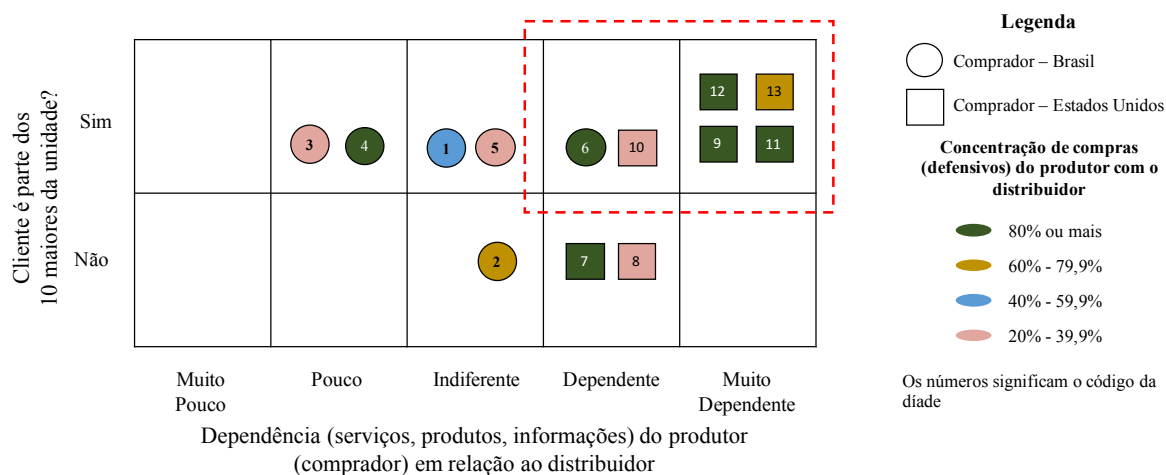 Cliente é parte dos
10 maiores da unidade?
Sim
Não
12
13
3
4
1
5
6
10
9
11
2
7
8
Muito
Pouco
Pouco
Indiferente
Dependente
Muito
Dependente
Dependência (serviços, produtos, informações) do produtor
(comprador) em relação ao distribuidor
Legenda
Comprador – Brasil
Comprador – Estados Unidos
Concentração de compras
(defensivos) do produtor com o
distribuidor
80% ou mais
60% - 79,9%
40% - 59,9%
20% - 39,9%
Os números significam o código da
díade